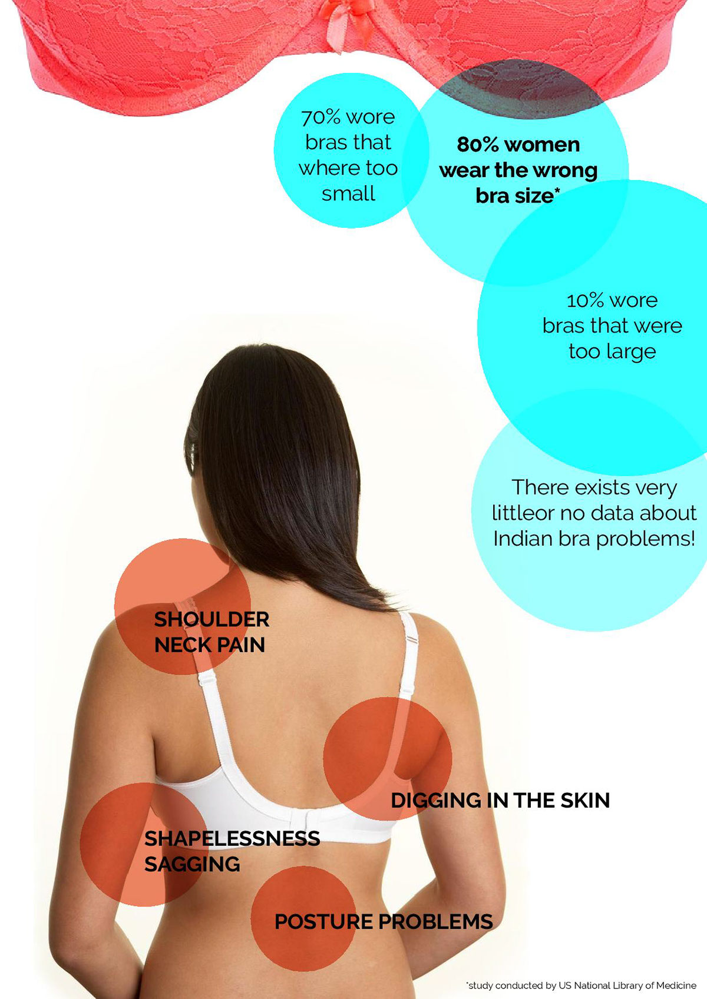 70% wore
bras that
where too
small
80% women
wear the wrong
bra size*
10% wore
bras that were
too large
There exists very
littleor no data about
Indian bra problems!
SHOULDER
NECK PAIN
DIGGING IN THE SKIN
SHAPELESSNESS
SAGGING
POSTURE PROBLEMS
*study conducted by US National Library of Medicine